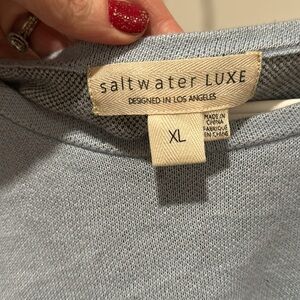 saltwater LUXE
DESIGNED IN LOS ANGELES
XL
MADE IN
CHINA
FABRIQUÉ
EN CHINE